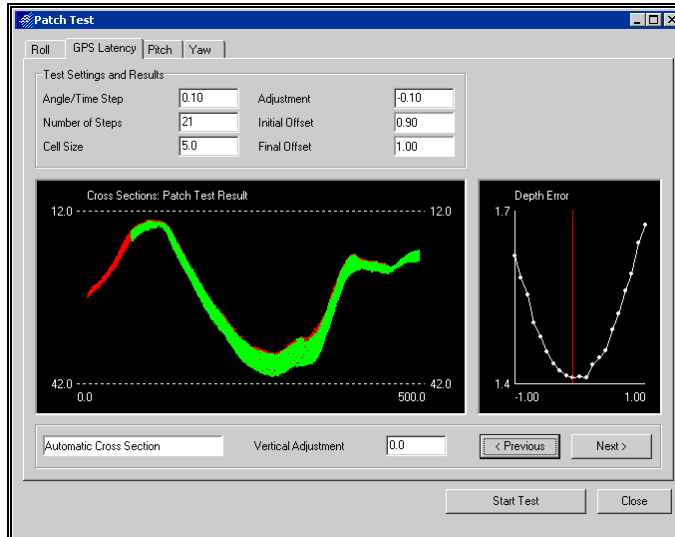 Patch Test
Roll GPS Latency Pitch Yaw
Test Settings and Results
Angle/Time Step 0.10 Adjustment -0.10
Number of Steps 21 Initial Offset 0.90
Cell Size 5.0 Final Offset 1.00
Cross Sections: Patch Test Result
12.0 12.0
42.0 42.0
0.0 500.0
Depth Error
1.7
1.4
-1.00 1.00
Automatic Cross Section Vertical Adjustment 0.0 < Previous Next >
Start Test Close